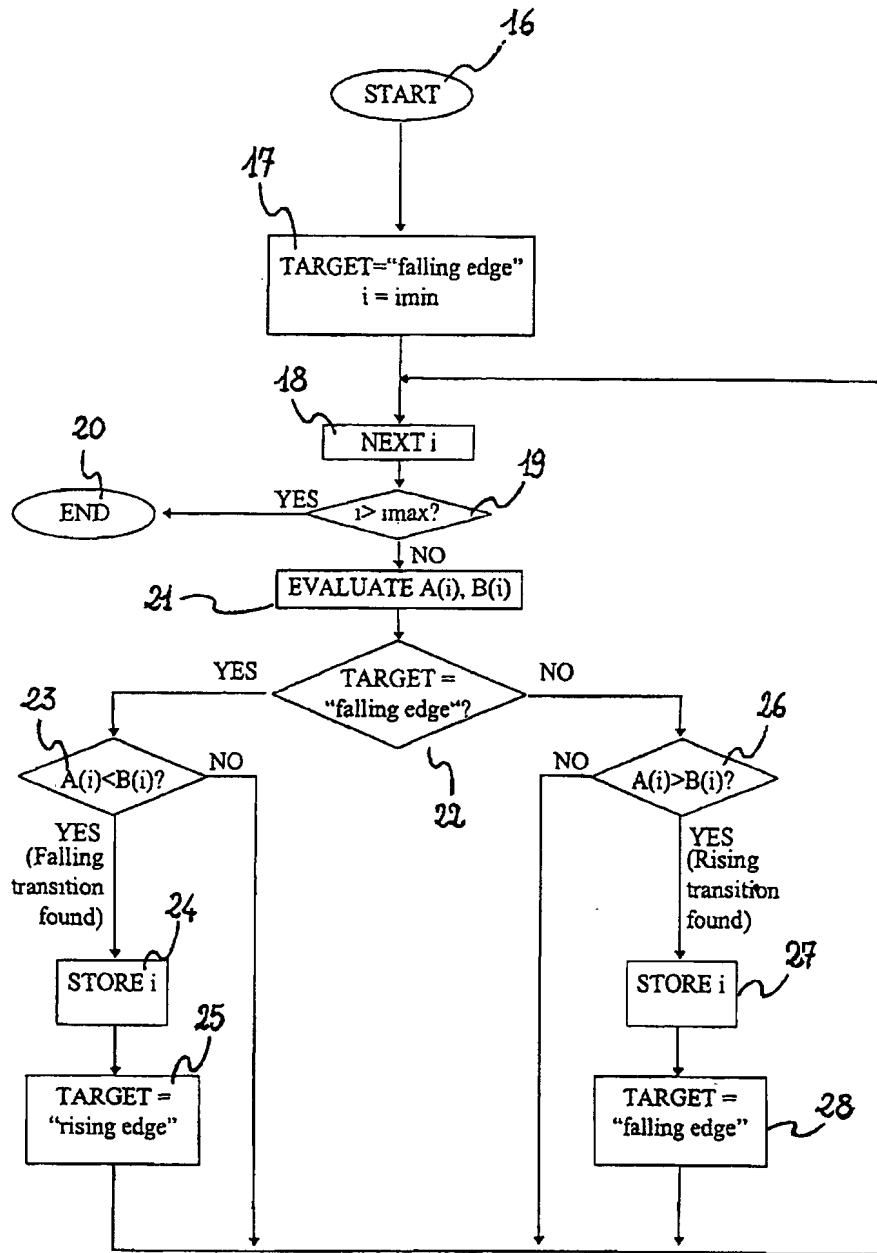 16
START
17
TARGET="falling edge"
i = imin
18
NEXT i
20
19
END
YES
i> imax?
NO
21
EVALUATE A(i), B(i)
YES
TARGET =
"falling edge"?
NO
22
23
A(i)<B(i)?
NO
26
NO
A(i)>B(i)?
YES
(Falling
transition
found)
YES
(Rising
transition
found)
24
STORE i
27
STORE i
25
TARGET =
"rising edge"
TARGET =
"falling edge"
28